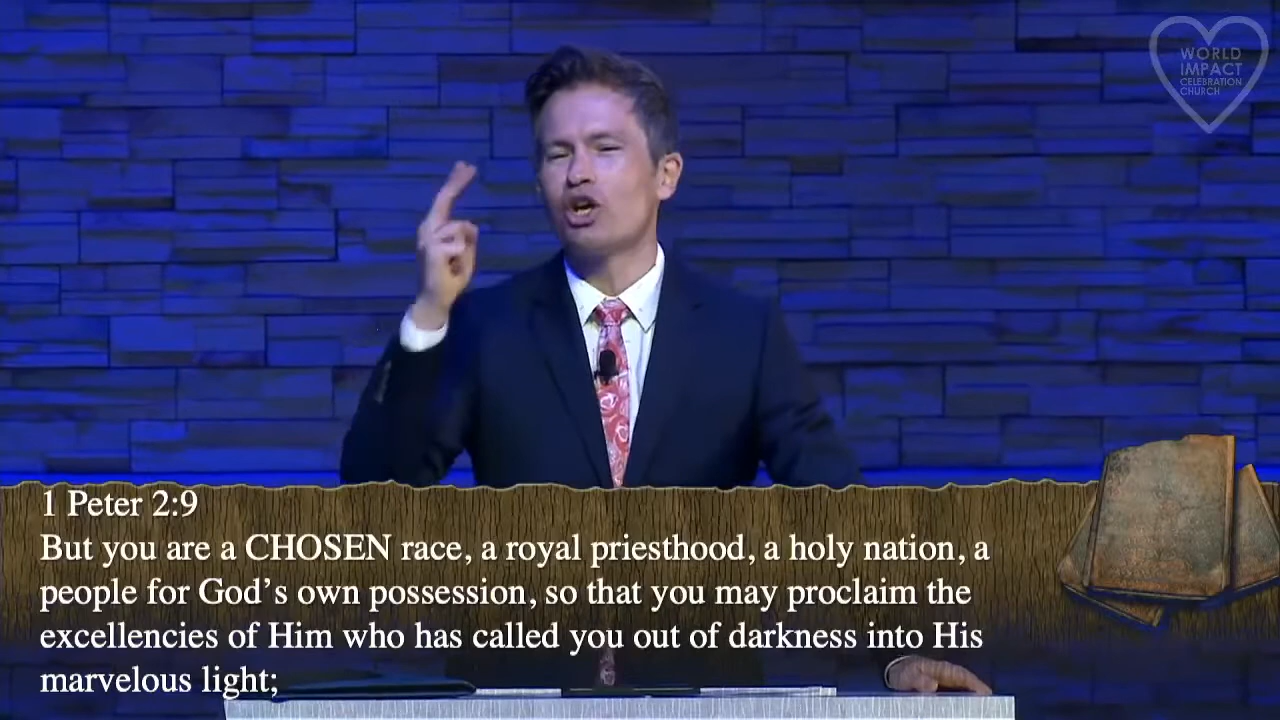 WORLD
IMPACT
CELEBRATION
CHURCH
1 Peter 2:9
But you are a CHOSEN race, a royal priesthood, a holy nation, a
people for God’s own possession, so that you may proclaim the
excellencies of Him who has called you out of darkness into His
marvelous light;